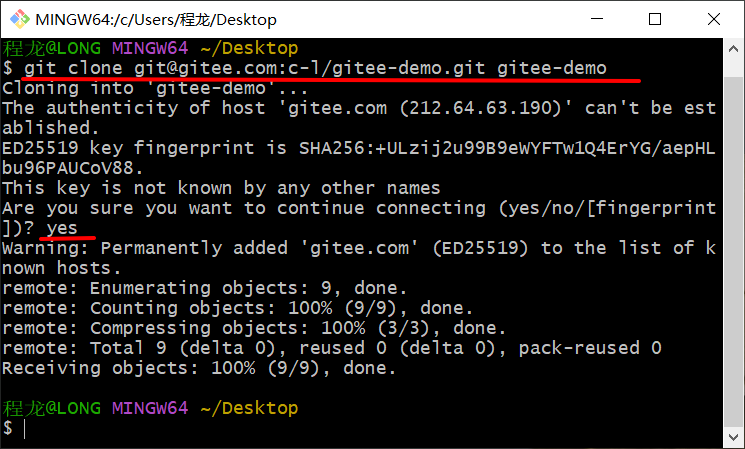 MINGW64:/c/Users/程龙/Desktop
程龙@LONG MINGW64 ~/Desktop
$ git clone git@gitee.com:c-l/gitee-demo.git gitee-demo
Cloning into 'gitee-demo'...
The authenticity of host 'gitee.com (212.64.63.190)' can't be est
ablished.
ED25519 key fingerprint is SHA256:+ULzij2u99B9eWYFTw1Q4ErYG/aepHL
bu96PAUCoV88.
This key is not known by any other names
Are you sure you want to continue connecting (yes/no/[fingerprint
])? yes
Warning: Permanently added 'gitee.com' (ED25519) to the list of k
nown hosts.
remote: Enumerating objects: 9, done.
remote: Counting objects: 100% (9/9), done.
remote: Compressing objects: 100% (3/3), done.
remote: Total 9 (delta 0), reused 0 (delta 0), pack-reused 0
Receiving objects: 100% (9/9), done.
程龙@LONG MINGW64 ~/Desktop
$